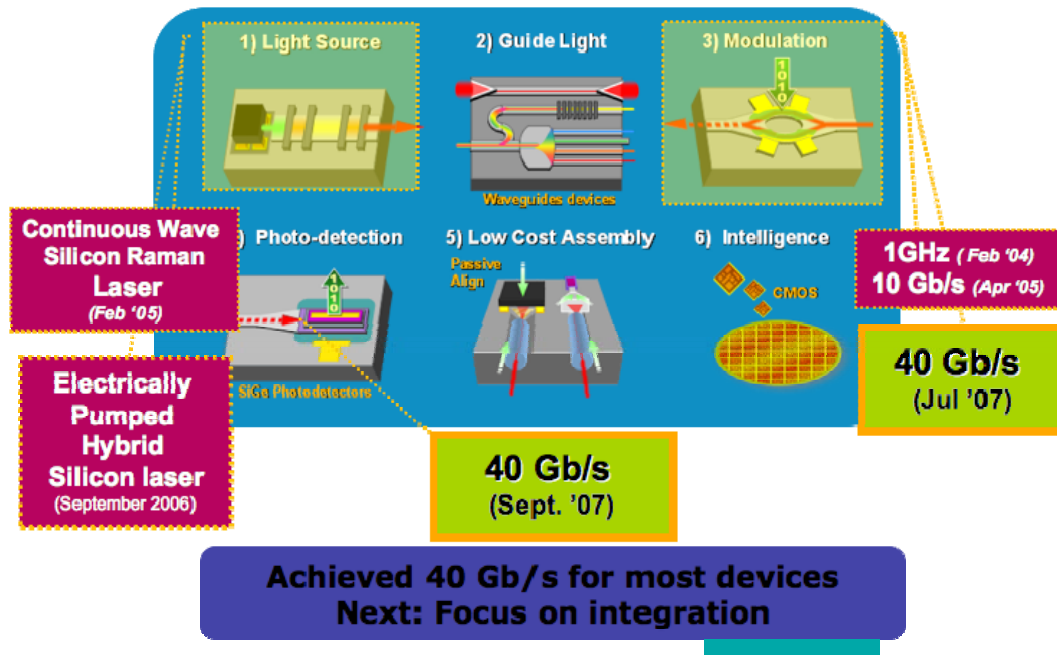 1) Light Source
2) Guide Light
3) Modulation
1010
Waveguides devices
Continuous Wave
Silicon Raman
Laser
(Feb '05)
) Photo-detection
1010
SiGe Photodetectors
5) Low Cost Assembly
Passive
Align
6) Intelligence
CMOS
1GHz ( Feb '04)
10 Gb/s (Apr '05)
40 Gb/s
(Jul '07)
Electrically
Pumped
Hybrid
Silicon laser
(September 2006)
40 Gb/s
(Sept. '07)
Achieved 40 Gb/s for most devices
Next: Focus on integration